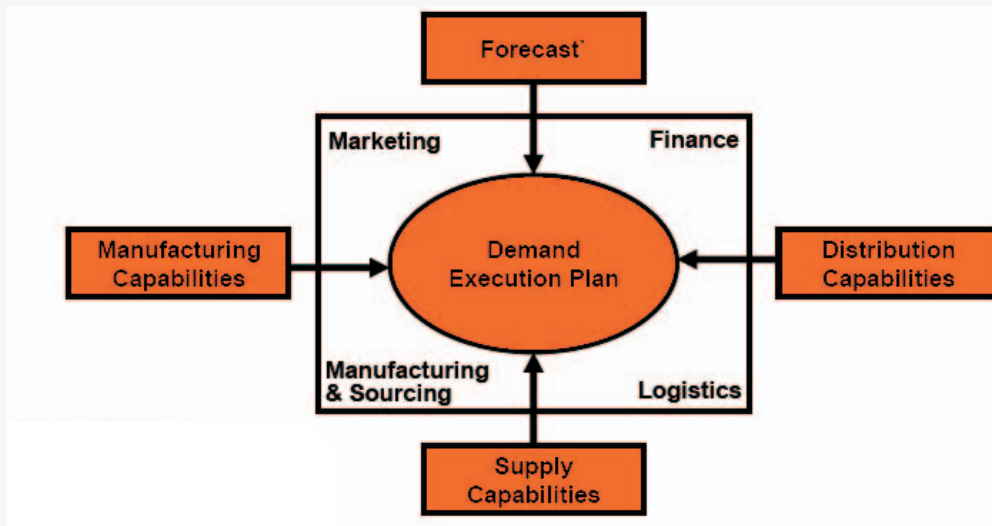 Forecast`
Marketing
Finance
Manufacturing
Capabilities
Demand
Execution Plan
Distribution
Capabilities
Manufacturing
& Sourcing
Logistics
Supply
Capabilities